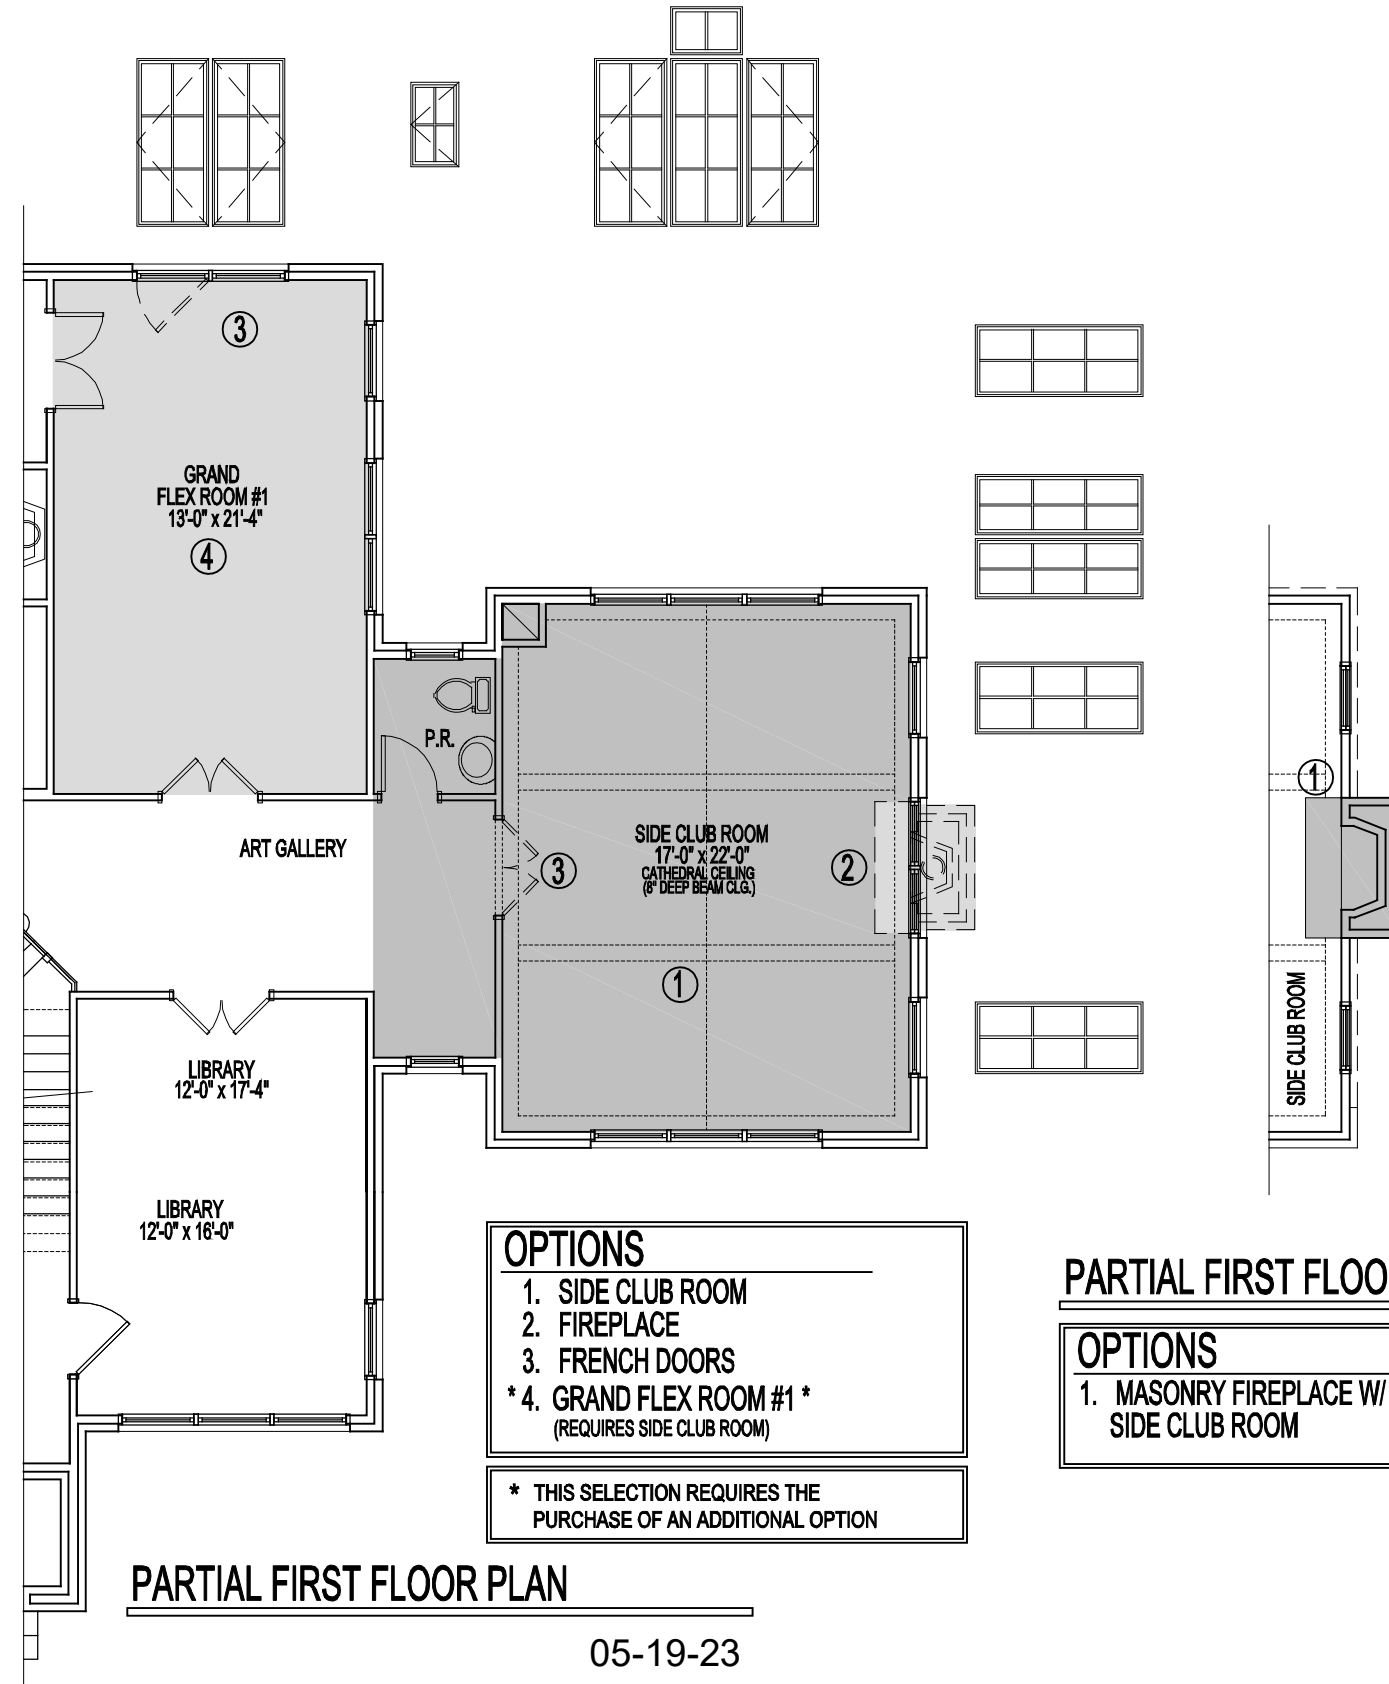 3
GRAND
FLEX ROOM #1
13'-0" x 21'-4"
4
P.R.
ART GALLERY
3
SIDE CLUB ROOM
17'-0" x 22'-0"
CATHEDRAL CEILING
(8" DEEP BEAM CLG.)
2
1
1
SIDE CLUB ROOM
LIBRARY
12'-0" x 17'-4"
LIBRARY
12'-0" x 16'-0"
OPTIONS
1. SIDE CLUB ROOM
2. FIREPLACE
3. FRENCH DOORS
* 4. GRAND FLEX ROOM #1 *
(REQUIRES SIDE CLUB ROOM)
* THIS SELECTION REQUIRES THE
PURCHASE OF AN ADDITIONAL OPTION
PARTIAL FIRST FLOOR PLAN
05-19-23
PARTIAL FIRST FLOO
OPTIONS
1. MASONRY FIREPLACE W/
SIDE CLUB ROOM